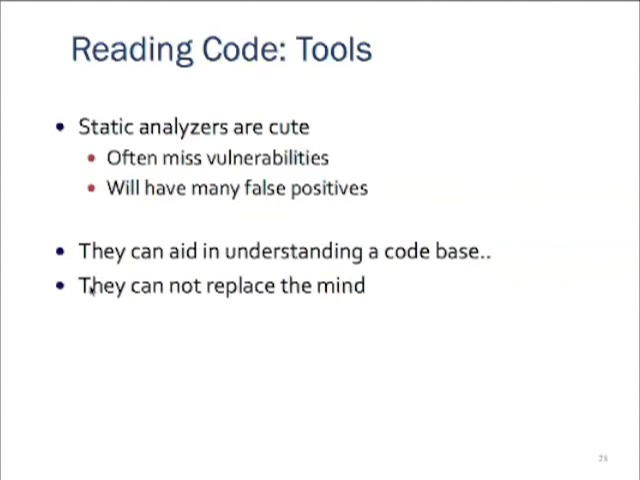 Reading Code: Tools
• Static analyzers are cute
• Often miss vulnerabilities
• Will have many false positives
• They can aid in understanding a code base..
• They can not replace the mind